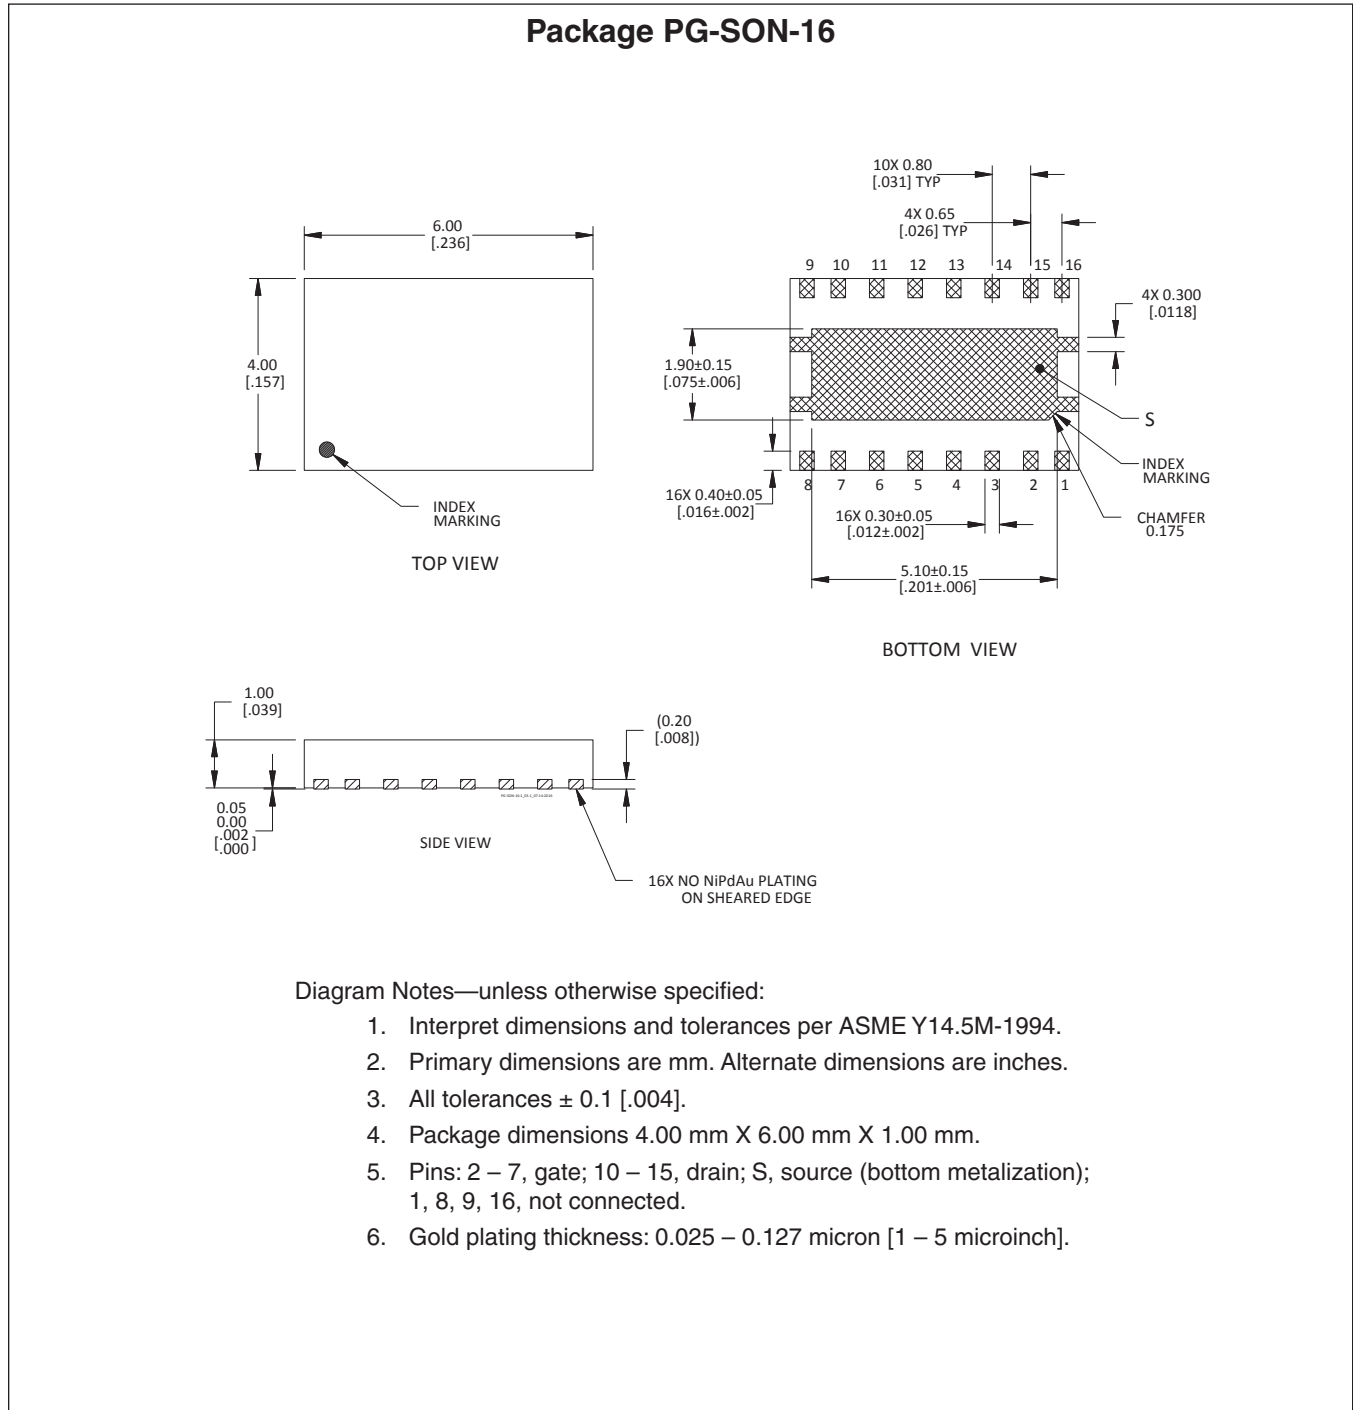 Package PG-SON-16
10X 0.80
[.031] TYP
4X 0.65
[.026] TYP
6.00
[.236]
9 10 11 12 13 14 15 16
4X 0.300
[.0118]
4.00
[.157]
1.90±0.15
[.075±.006]
S
INDEX
MARKING
8 7 6 5 4 3 2 1
16X 0.40±0.05
[.016±.002]
16X 0.30±0.05
[.012±.002]
CHAMFER
0.175
INDEX
MARKING
TOP VIEW
5.10±0.15
[.201±.006]
BOTTOM VIEW
1.00
[.039]
(0.20
[.008])
0.05
0.00
[.002
.000]
SIDE VIEW
16X NO NiPdAu PLATING
ON SHEARED EDGE
Diagram Notes—unless otherwise specified:
1. Interpret dimensions and tolerances per ASME Y14.5M-1994.
2. Primary dimensions are mm. Alternate dimensions are inches.
3. All tolerances ± 0.1 [.004].
4. Package dimensions 4.00 mm X 6.00 mm X 1.00 mm.
5. Pins: 2 – 7, gate; 10 – 15, drain; S, source (bottom metalization);
1, 8, 9, 16, not connected.
6. Gold plating thickness: 0.025 – 0.127 micron [1 – 5 microinch].